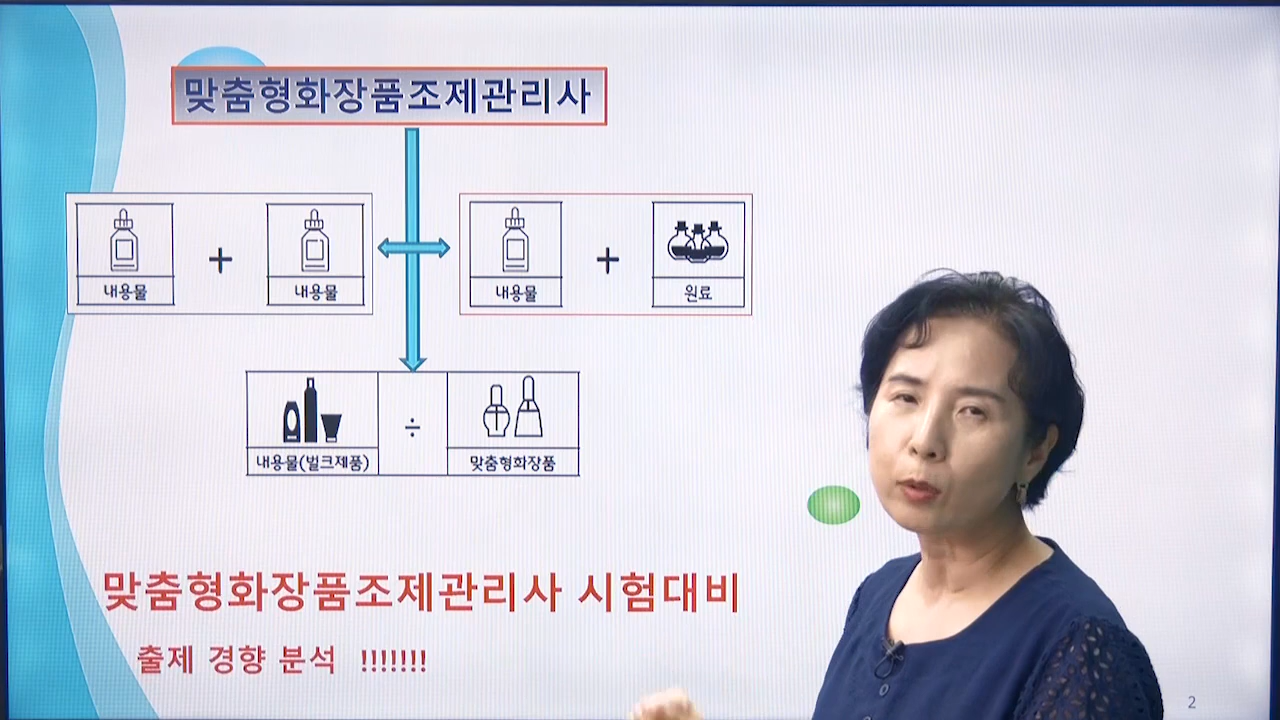 맞춤형화장품조제관리사
내용물 + 내용물
내용물 + 원료
내용물(벌크제품) ÷ 맞춤형화장품
맞춤형화장품조제관리사 시험대비
출제 경향 분석 !!!!!!!
2